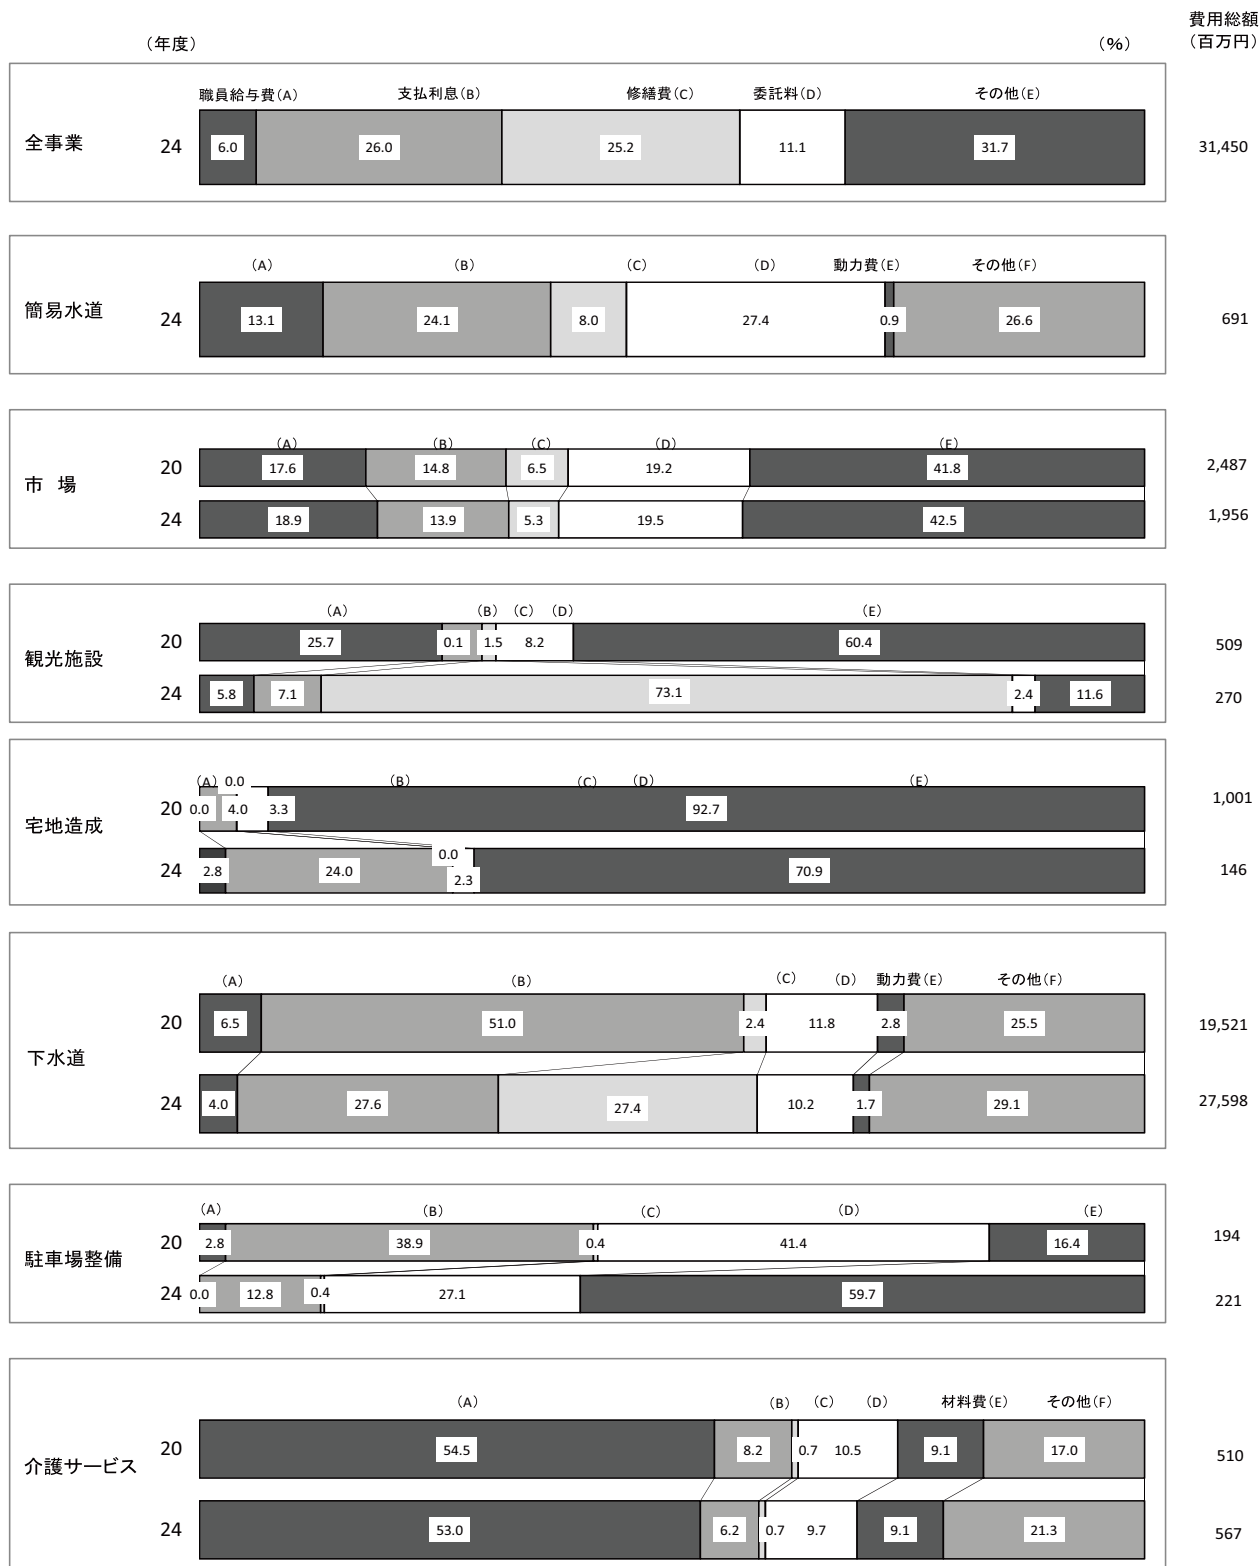 費用総額
（年度）　（％）　（百万円）
職員給与費（A）　支払利息（B）　修繕費（C）　委託料（D）　その他（E）
全事業　24　6.0　26.0　25.2　11.1　31.7　31,450
（A）　（B）　（C）　（D）　動力費（E）　その他（F）
簡易水道　24　13.1　24.1　8.0　27.4　0.9　26.6　691
（A）　（B）　（C）　（D）　（E）
20　17.6　14.8　6.5　19.2　41.8　2,487
市　場
24　18.9　13.9　5.3　19.5　42.5　1,956
（A）　（B）　（C）　（D）　（E）
20　25.7　0.1　1.5　8.2　60.4　509
観光施設
24　5.8　7.1　73.1　2.4　11.6　270
（A）　0.0　（B）　（C）　（D）　（E）
20　0.0　4.0　3.3　92.7　1,001
宅地造成
0.0
24　2.8　24.0　2.3　70.9　146
（A）　（B）　（C）　（D）　動力費（E）　その他（F）
20　6.5　51.0　2.4　11.8　2.8　25.5　19,521
下水道
24　4.0　27.6　27.4　10.2　1.7　29.1　27,598
（A）　（B）　（C）　（D）　（E）
20　2.8　38.9　0.4　41.4　16.4　194
駐車場整備
24　0.0　12.8　0.4　27.1　59.7　221
（A）　（B）　（C）　（D）　材料費（E）　その他（F）
20　54.5　8.2　0.7　10.5　9.1　17.0　510
介護サービス
24　53.0　6.2　0.7　9.7　9.1　21.3　567